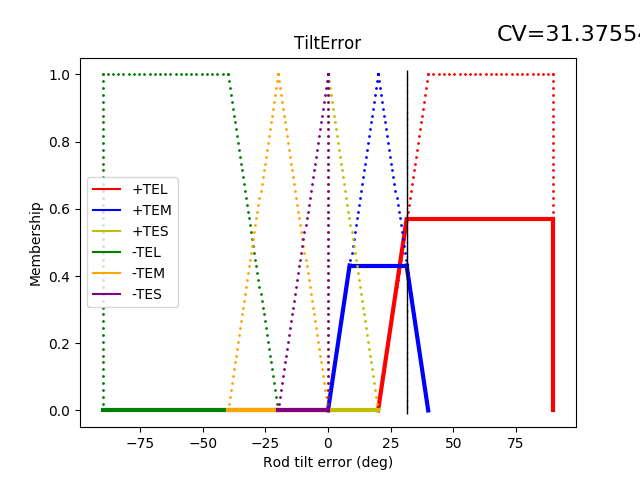 CV=31.37554
TiltError
1.0
0.8
0.6
0.4
0.2
0.0
Membership
+TEL
+TEM
+TES
-TEL
-TEM
-TES
−75 −50 −25 0 25 50 75
Rod tilt error (deg)